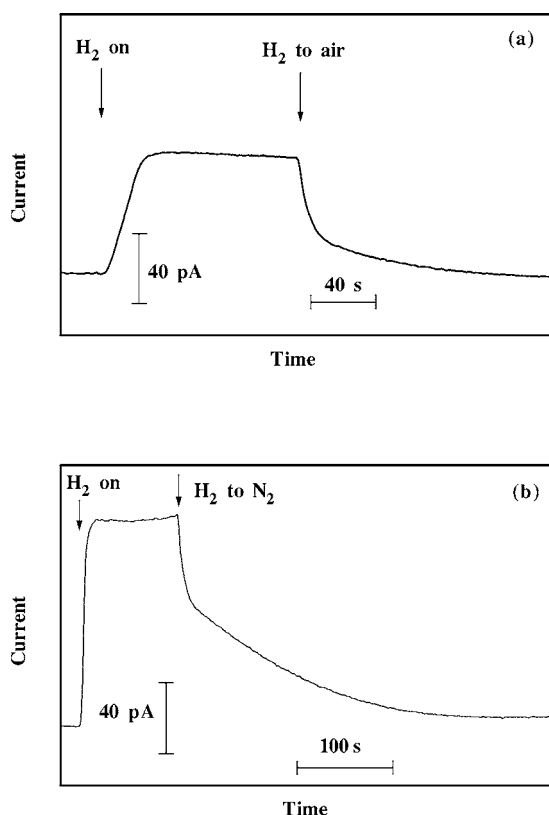 (a)
H₂ on
H₂ to air
Current
40 pA
40 s
Time
H₂ on
H₂ to N₂
(b)
Current
40 pA
100 s
Time